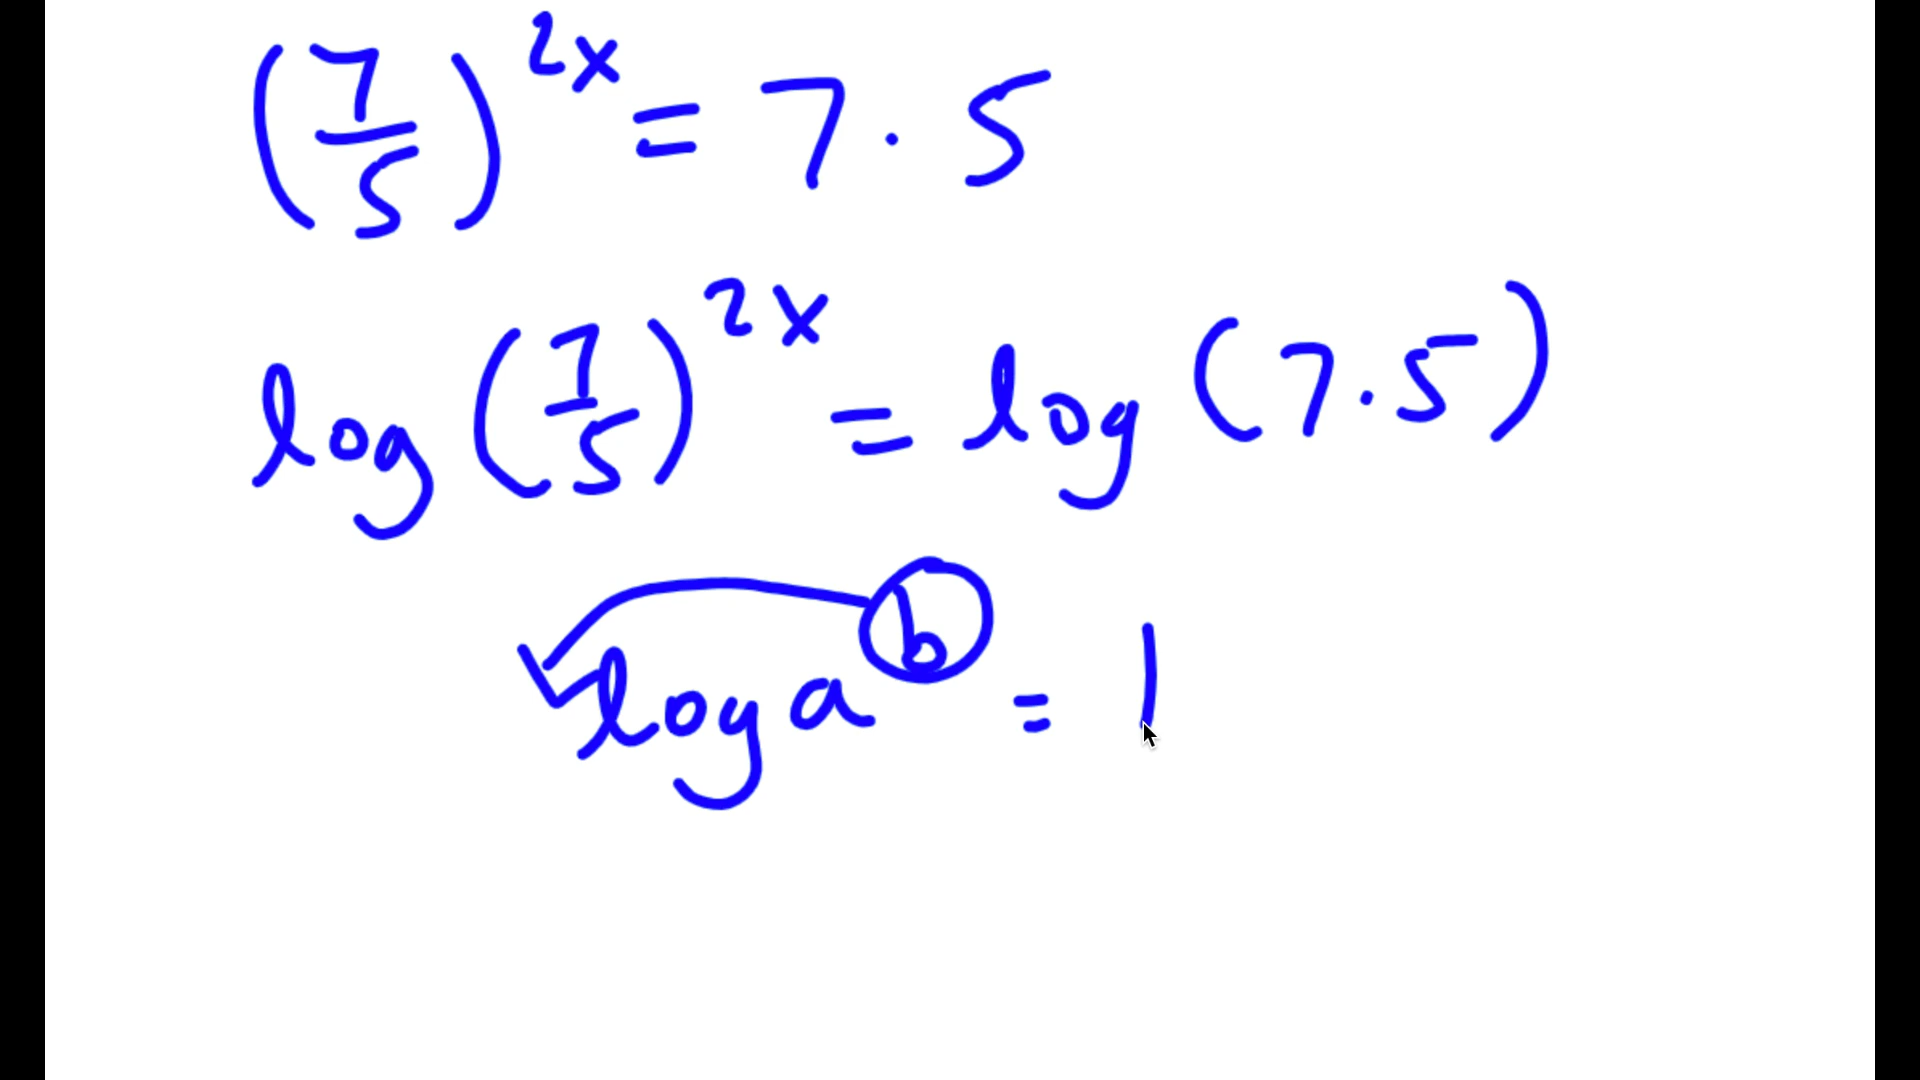 (7/5)^2x = 7 · 5
log (7/5)^2x = log (7 · 5)
log a^b = 1